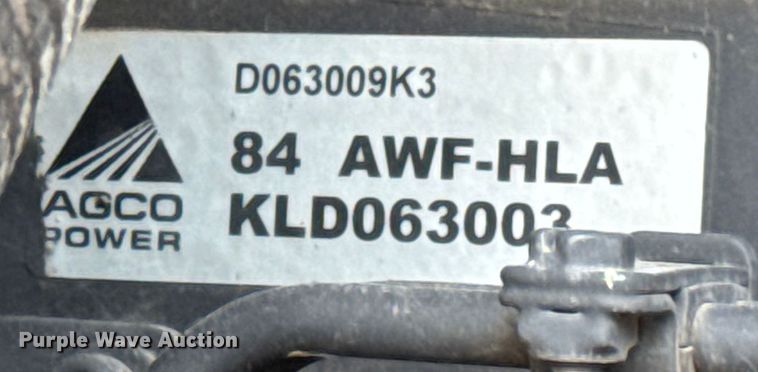 D063009K3
84 AWF-HLA
KLD063003
AGCO
POWER
Purple Wave Auction